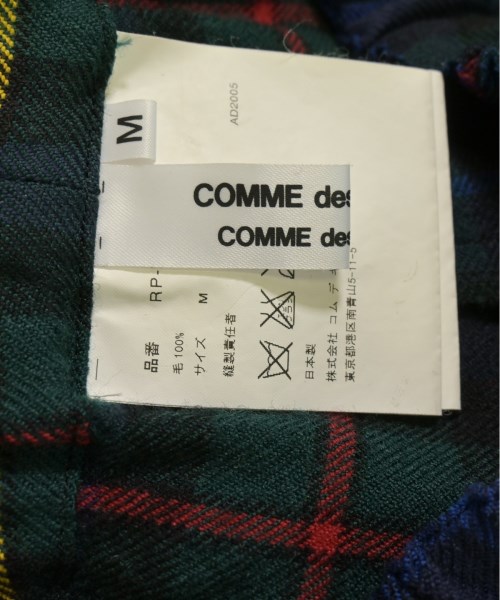 M
COMME des
COMME des
AD2005
品番 RP-
毛 100%
サイズ M
縫製責任者
日本製
株式会社 コム デ ギ
東京都港区南青山5-11-5